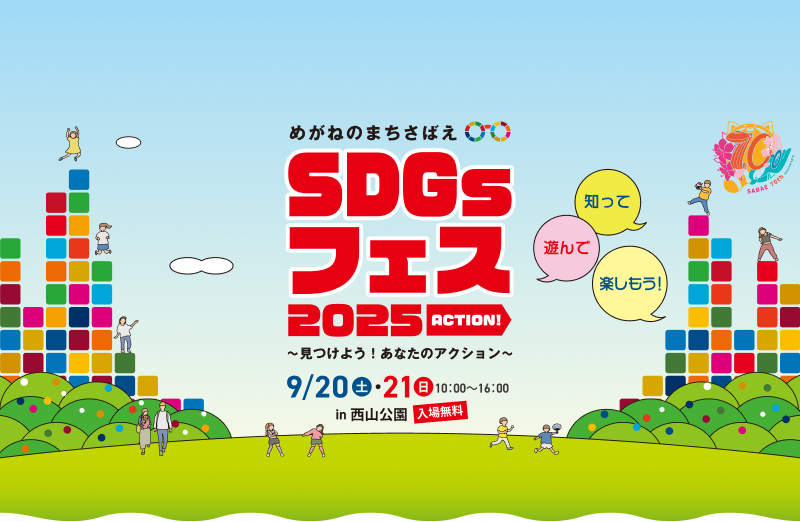 めがねのまちさばえ
SDGs
フェス
2025 ACTION!
～見つけよう！あなたのアクション～
9/20土・21日 10:00～16:00
in 西山公園 入場無料
知って
遊んで
楽しもう!
SABAE 70th